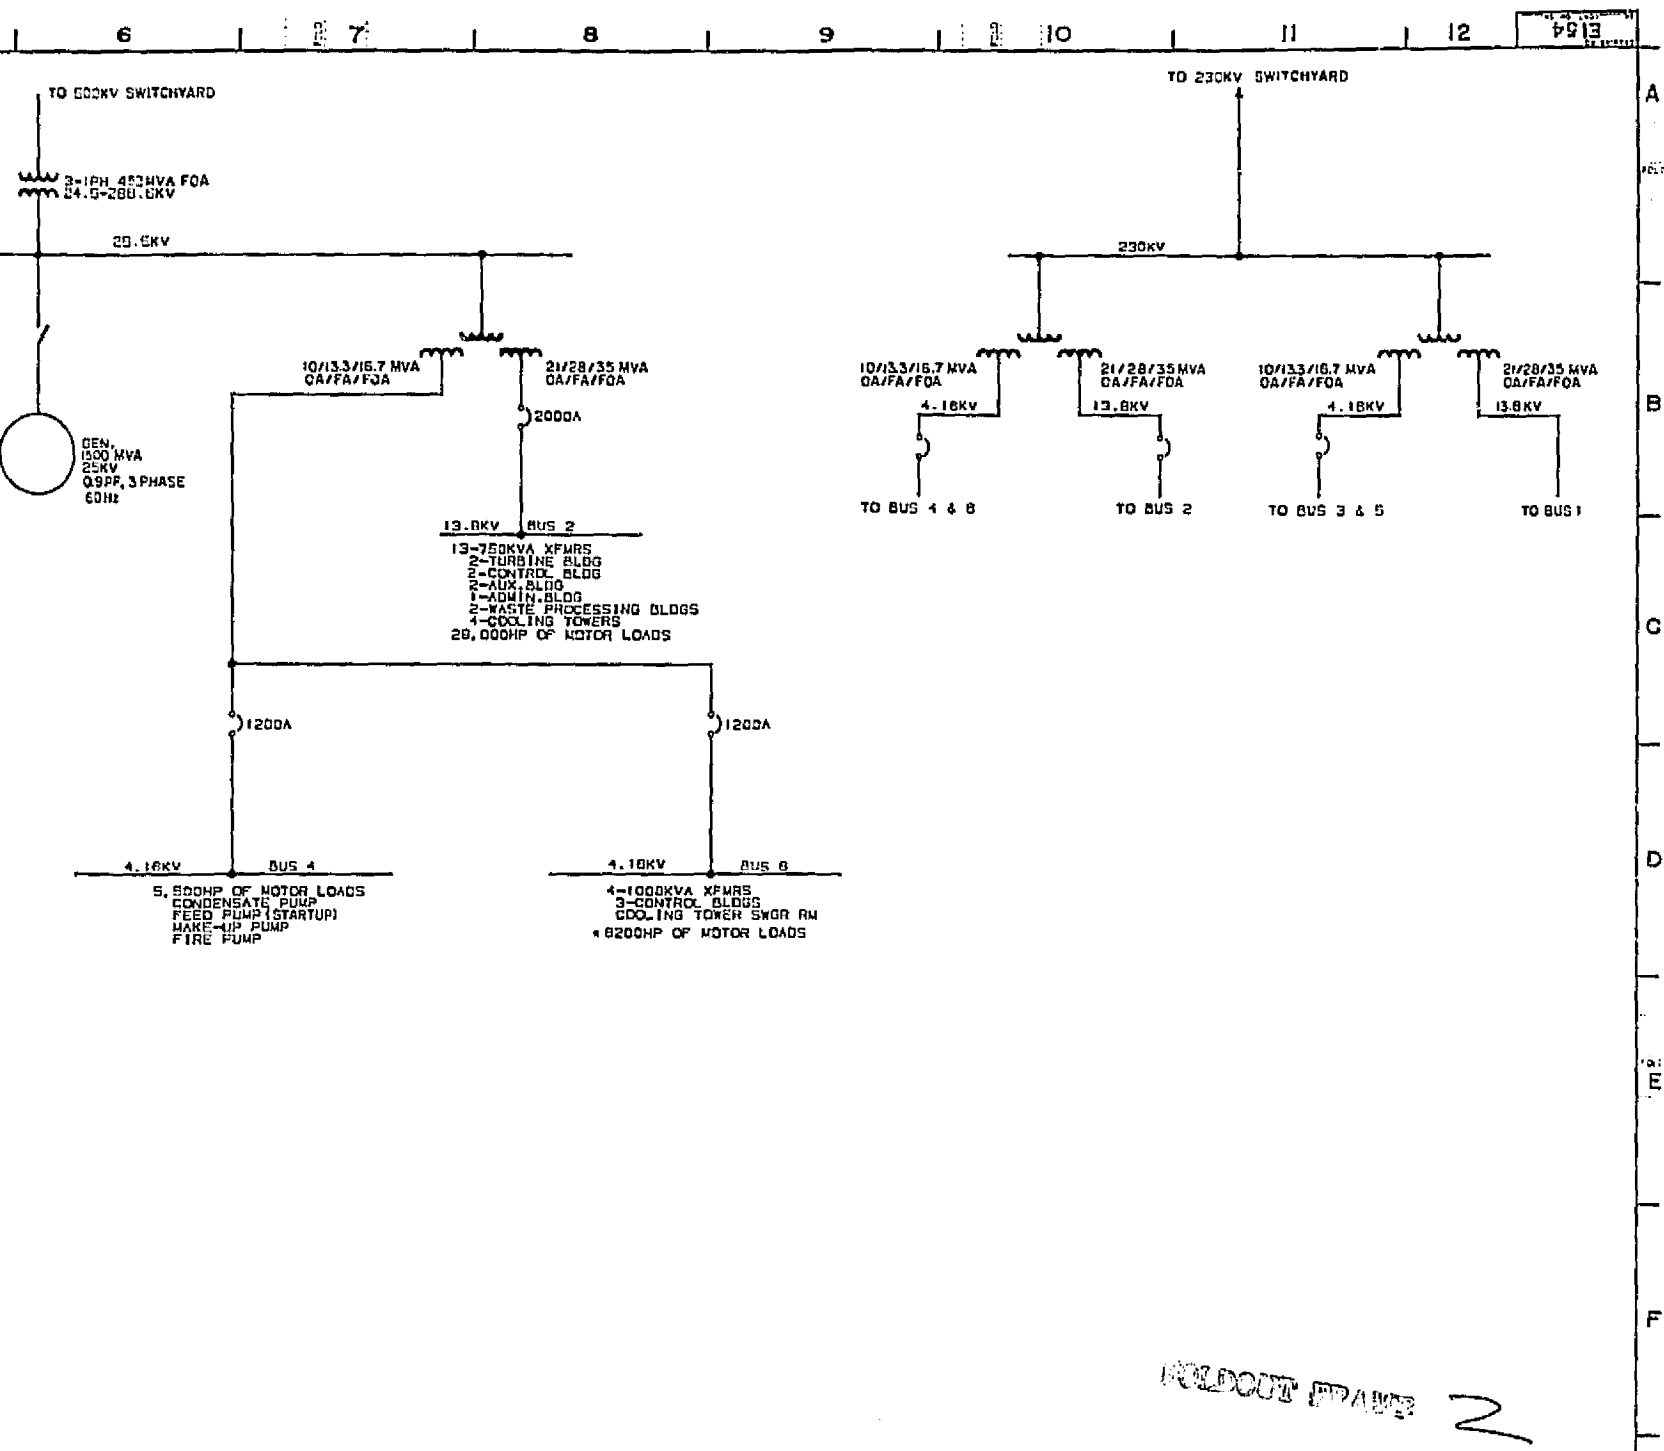 6 7 8 9 10 11 12
E154
TO 500KV SWITCHYARD
TO 230KV SWITCHYARD
A
3-1PH 453MVA FOA
24.5-288.6KV
230KV
10/13.3/16.7 MVA
OA/FA/FOA
21/28/35 MVA
OA/FA/FOA
2000A
10/13.3/16.7 MVA
OA/FA/FOA
4.16KV
21/28/35MVA
OA/FA/FOA
13.8KV
10/13.3/16.7 MVA
OA/FA/FOA
4.16KV
21/28/35 MVA
OA/FA/FOA
13.8KV
B
GEN,
1500 MVA
25KV
0.9PF, 3 PHASE
60Hz
TO BUS 4 & 6
TO BUS 2
TO BUS 3 & 5
TO BUS 1
13.8KV BUS 2
13-750KVA XFMRS
2-TURBINE BLDG
2-CONTROL BLDG
2-AUX.BLDG
1-ADMIN.BLDG
2-WASTE PROCESSING BLDGS
4-COOLING TOWERS
28,000HP OF MOTOR LOADS
C
1200A
1200A
D
4.16KV BUS 4
5,500HP OF MOTOR LOADS
CONDENSATE PUMP
FEED PUMP(STARTUP)
MAKE-UP PUMP
FIRE PUMP
4.16KV BUS 6
4-1000KVA XFMRS
3-CONTROL BLDGS
COOLING TOWER SWGR RM
*8200HP OF MOTOR LOADS
E
F
FOLDOUT FRAME 2